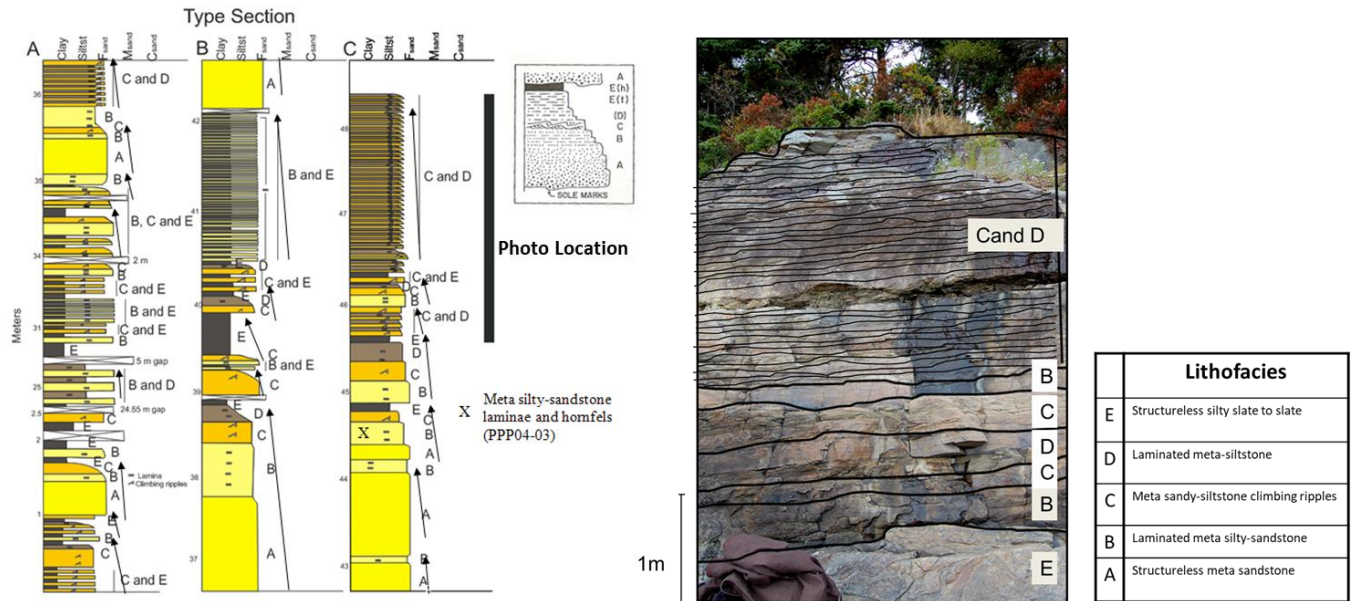 Type Section
A
Clay
Siltst
Fsand
Msand
Csand
B
Clay
Siltst
Fsand
Msand
Csand
C
Clay
Siltst
Fsand
Msand
Csand
Meters
36
35
34
31
25
2.5
2
1
C and D
B
C
B
A
B
B, C and E
2 m
B
C and E
B and E
C and E
B
E
5 m gap
B and D
24.55 m gap
C
E
E
B
E
C
B
Lamina
Climbing ripples
A
E
B
C
C and E
42
41
40
39
38
37
A
B and E
E
D
C and E
E
D
C
E
C
B and E
C
E
D
C
B
A
48
47
46
45
44
43
C and D
C and E
D
C
B
C and D
E
D
C
B
E
C
B
A
B
A
B
A
X
A
E(h)
E(t)
(D)
C
B
A
SOLE MARKS
Photo Location
X
Meta silty-sandstone
laminae and hornfels
(PPP04-03)
Cand D
B
C
D
C
B
E
1m
Lithofacies
E Structureless silty slate to slate
D Laminated meta-siltstone
C Meta sandy-siltstone climbing ripples
B Laminated meta silty-sandstone
A Structureless meta sandstone